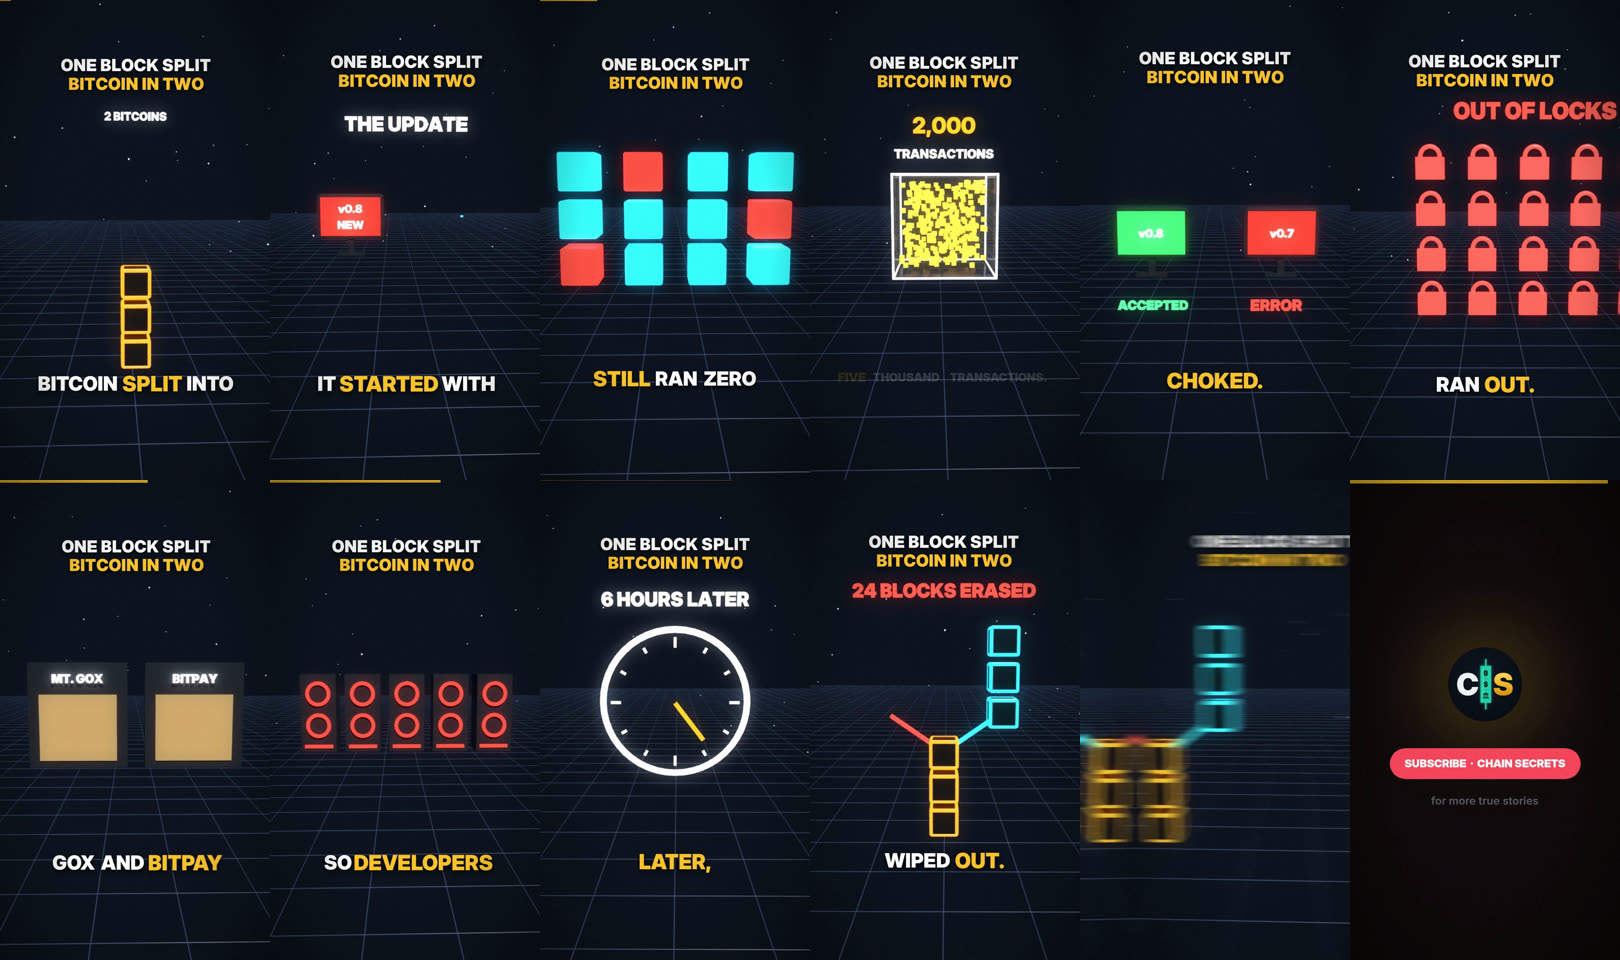 ONE BLOCK SPLIT
BITCOIN IN TWO
2 BITCOINS
BITCOIN SPLIT INTO
ONE BLOCK SPLIT
BITCOIN IN TWO
THE UPDATE
v0.8
NEW
IT STARTED WITH
ONE BLOCK SPLIT
BITCOIN IN TWO
STILL RAN ZERO
ONE BLOCK SPLIT
BITCOIN IN TWO
2,000
TRANSACTIONS
FIVE THOUSAND TRANSACTIONS.
ONE BLOCK SPLIT
BITCOIN IN TWO
v0.8
v0.7
ACCEPTED
ERROR
CHOKED.
ONE BLOCK SPLIT
BITCOIN IN TWO
OUT OF LOCKS
RAN OUT.
ONE BLOCK SPLIT
BITCOIN IN TWO
MT. GOX
BITPAY
GOX AND BITPAY
ONE BLOCK SPLIT
BITCOIN IN TWO
SO DEVELOPERS
ONE BLOCK SPLIT
BITCOIN IN TWO
6 HOURS LATER
LATER,
ONE BLOCK SPLIT
BITCOIN IN TWO
24 BLOCKS ERASED
WIPED OUT.
CS
SUBSCRIBE · CHAIN SECRETS
for more true stories